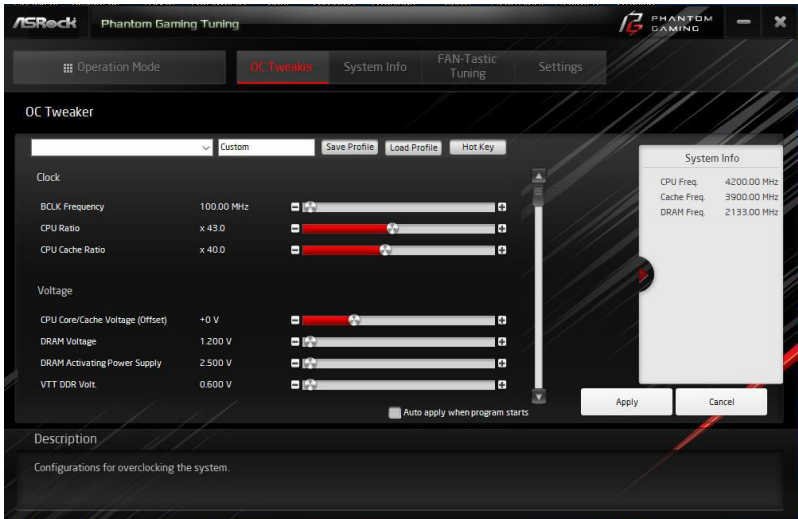 ASRock Phantom Gaming Tuning PHANTOM GAMING
Operation Mode OC Tweaker System Info FAN-Tastic Tuning Settings
OC Tweaker
Custom Save Profile Load Profile Hot Key
Clock
BCLK Frequency 100.00 MHz
CPU Ratio x 43.0
CPU Cache Ratio x 40.0
Voltage
CPU Core/Cache Voltage (Offset) +0 V
DRAM Voltage 1.200 V
DRAM Activating Power Supply 2.500 V
VTT DDR Volt. 0.600 V
Auto apply when program starts
System Info
CPU Freq. 4200.00 MHz
Cache Freq. 3900.00 MHz
DRAM Freq. 2133.00 MHz
Apply Cancel
Description
Configurations for overclocking the system.